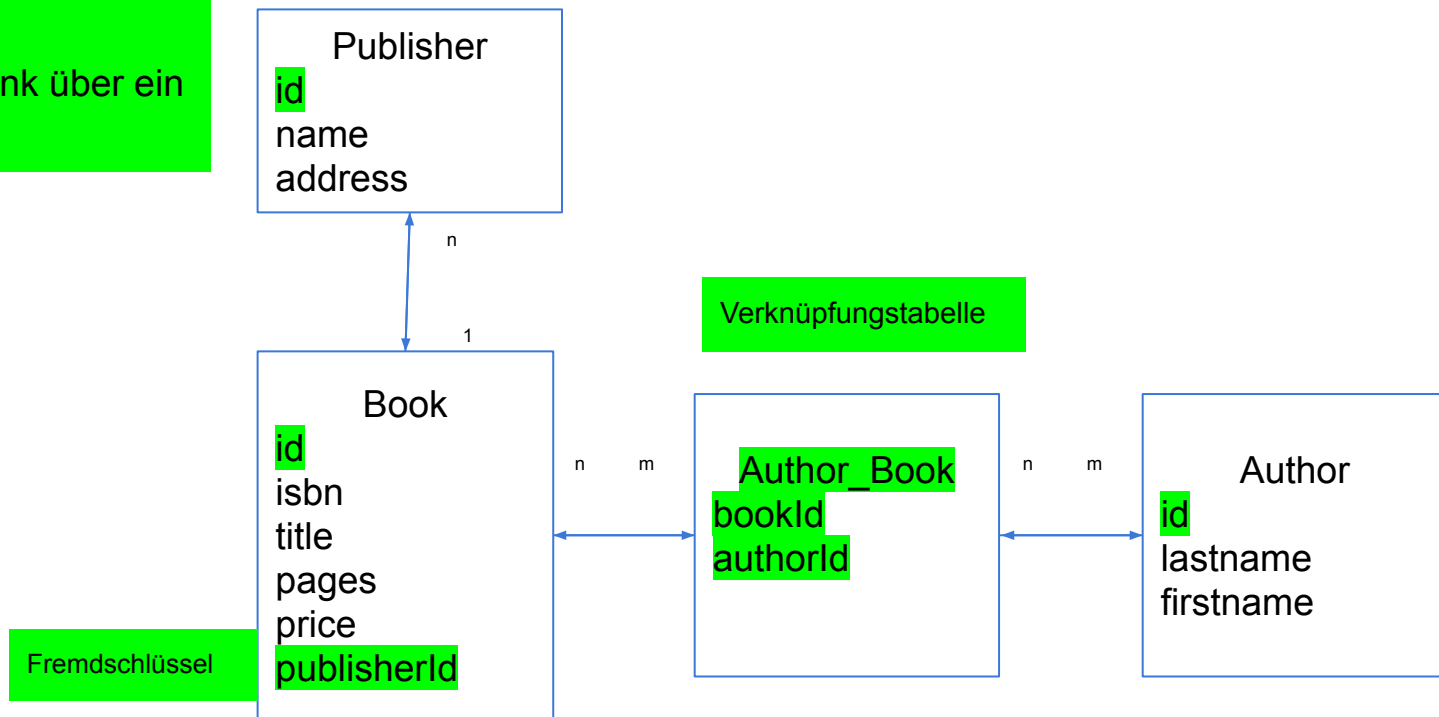 nk über ein
Publisher
id
name
address
n
1
Verknüpfungstabelle
Book
id
isbn
title
pages
price
publisherId
Fremdschlüssel
n m
Author_Book
bookId
authorId
n m
Author
id
lastname
firstname